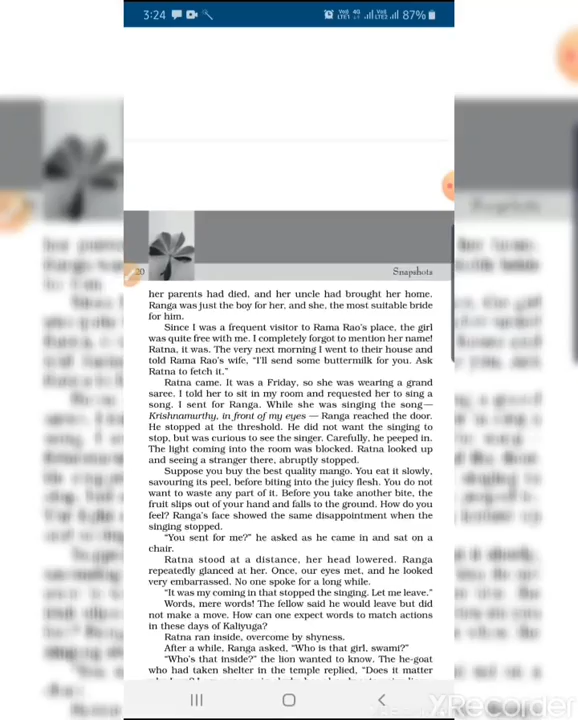 3:24
87%
20
Snapshots
her parents had died, and her uncle had brought her home.
Ranga was just the boy for her, and she, the most suitable bride
for him.
Since I was a frequent visitor to Rama Rao's place, the girl
was quite free with me. I completely forgot to mention her name!
Ratna, it was. The very next morning I went to their house and
told Rama Rao's wife, "I'll send some buttermilk for you. Ask
Ratna to fetch it."
Ratna came. It was a Friday, so she was wearing a grand
saree. I told her to sit in my room and requested her to sing a
song. I sent for Ranga. While she was singing the song—
Krishnamurthy, in front of my eyes — Ranga reached the door.
He stopped at the threshold. He did not want the singing to
stop, but was curious to see the singer. Carefully, he peeped in.
The light coming into the room was blocked. Ratna looked up
and seeing a stranger there, abruptly stopped.
Suppose you buy the best quality mango. You eat it slowly,
savouring its peel, before biting into the juicy flesh. You do not
want to waste any part of it. Before you take another bite, the
fruit slips out of your hand and falls to the ground. How do you
feel? Ranga's face showed the same disappointment when the
singing stopped.
"You sent for me?" he asked as he came in and sat on a
chair.
Ratna stood at a distance, her head lowered. Ranga
repeatedly glanced at her. Once, our eyes met, and he looked
very embarrassed. No one spoke for a long while.
"It was my coming in that stopped the singing. Let me leave."
Words, mere words! The fellow said he would leave but did
not make a move. How can one expect words to match actions
in these days of Kaliyuga?
Ratna ran inside, overcome by shyness.
After a while, Ranga asked, "Who is that girl, swami?"
"Who's that inside?" the lion wanted to know. The he-goat
who had taken shelter in the temple replied, "Does it matter
XRecorder